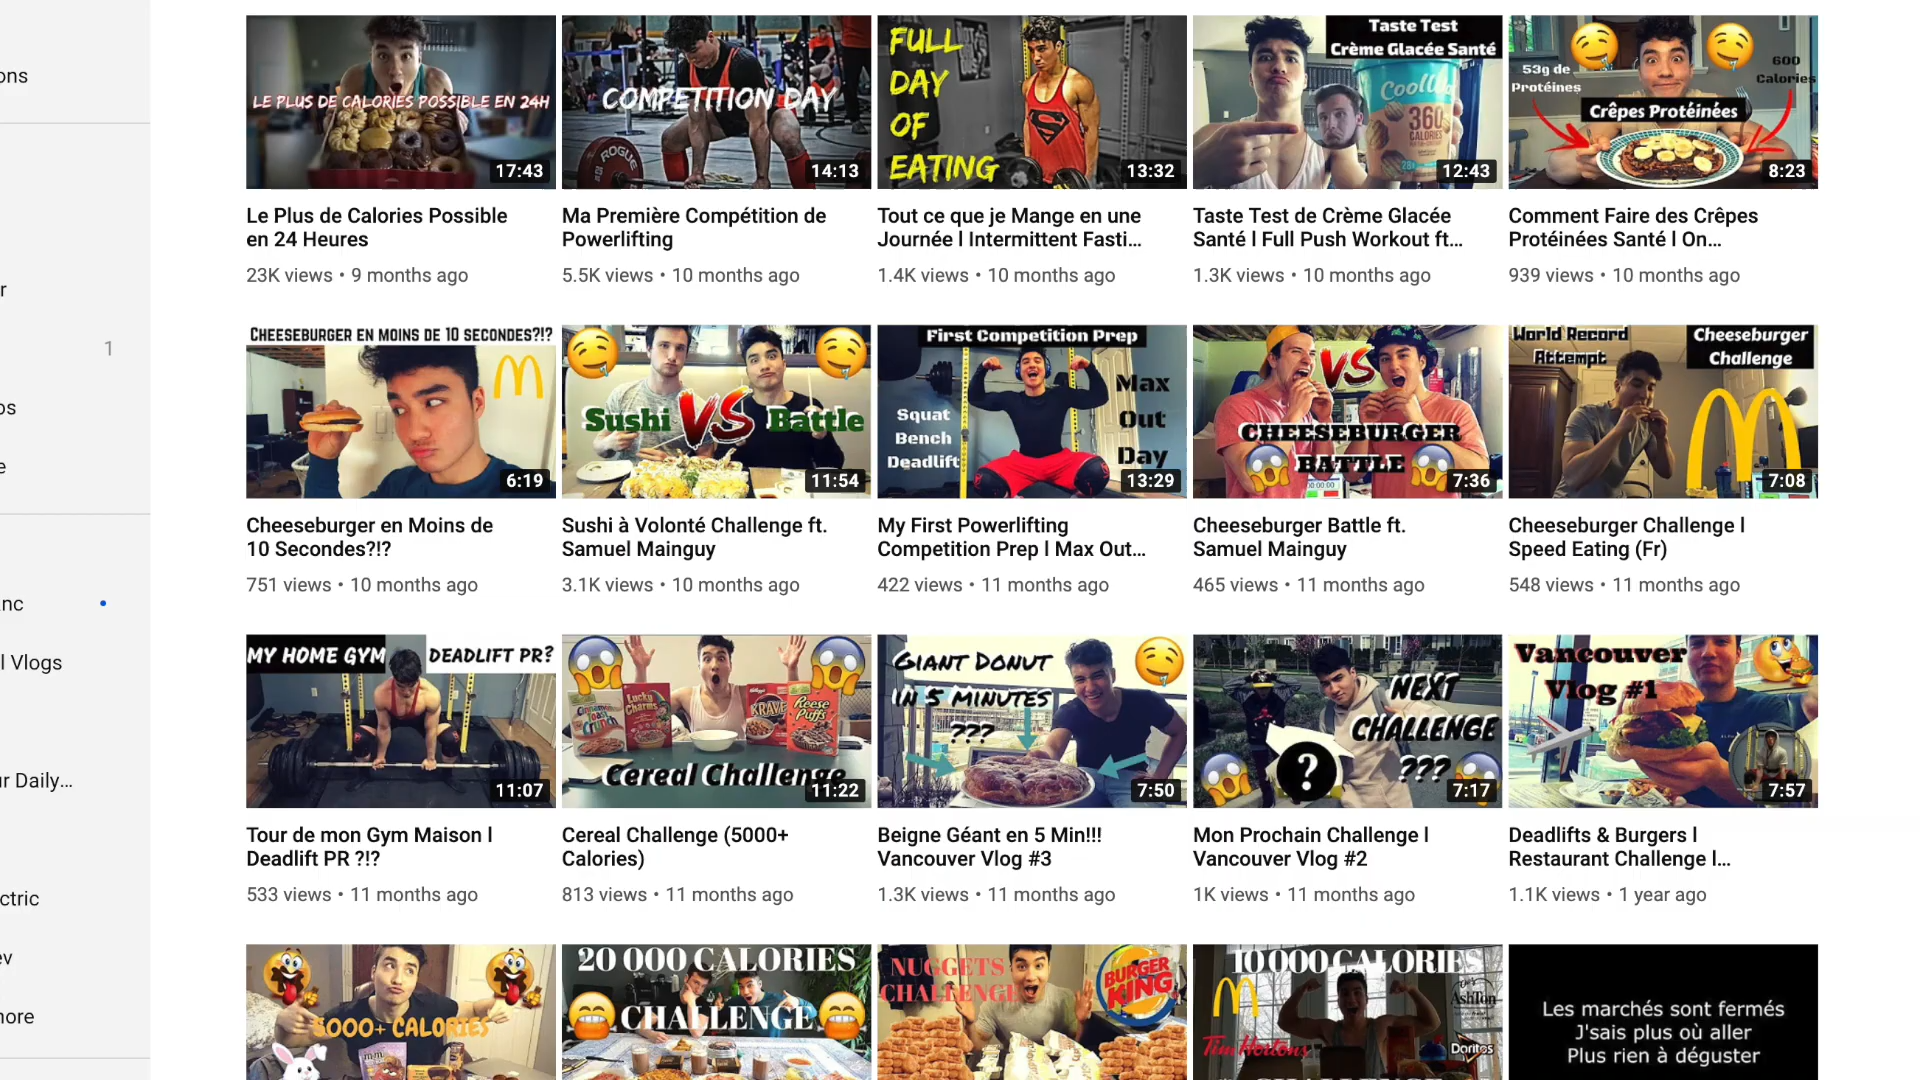 ons
r
1
os
e
nc
l Vlogs
r Daily...
ctric
ev
nore
LE PLUS DE CALORIES POSSIBLE EN 24H
17:43
COMPETITION DAY
ROGUE
14:13
FULL
DAY
OF
EATING
13:32
Taste Test
Crème Glacée Santé
360
CALORIES
12:43
53g de
Protéines
600
Calories
Crêpes Protéinées
8:23
Le Plus de Calories Possible
en 24 Heures
23K views • 9 months ago
Ma Première Compétition de
Powerlifting
5.5K views • 10 months ago
Tout ce que je Mange en une
Journée l Intermittent Fasti...
1.4K views • 10 months ago
Taste Test de Crème Glacée
Santé l Full Push Workout ft...
1.3K views • 10 months ago
Comment Faire des Crêpes
Protéinées Santé l On...
939 views • 10 months ago
CHEESEBURGER EN MOINS DE 10 SECONDES?!?
6:19
Sushi VS Battle
11:54
First Competition Prep
Squat
Bench
Deadlift
Max
Out
Day
13:29
VS
CHEESEBURGER
BATTLE
7:36
World Record
Attempt
Cheeseburger
Challenge
7:08
Cheeseburger en Moins de
10 Secondes?!?
751 views • 10 months ago
Sushi à Volonté Challenge ft.
Samuel Mainguy
3.1K views • 10 months ago
My First Powerlifting
Competition Prep l Max Out...
422 views • 11 months ago
Cheeseburger Battle ft.
Samuel Mainguy
465 views • 11 months ago
Cheeseburger Challenge l
Speed Eating (Fr)
548 views • 11 months ago
MY HOME GYM
DEADLIFT PR?
11:07
Cinnamon
Toast
Crunch
Lucky
Charms
KRAVE
Reese
Puffs
Cereal Challenge
11:22
GIANT DONUT
IN 5 MINUTES
???
7:50
NEXT
CHALLENGE
???
?
7:17
Vancouver
Vlog #1
7:57
Tour de mon Gym Maison l
Deadlift PR ?!?
533 views • 11 months ago
Cereal Challenge (5000+
Calories)
813 views • 11 months ago
Beigne Géant en 5 Min!!!
Vancouver Vlog #3
1.3K views • 11 months ago
Mon Prochain Challenge l
Vancouver Vlog #2
1K views • 11 months ago
Deadlifts & Burgers l
Restaurant Challenge l...
1.1K views • 1 year ago
5000+ CALORIES
20 000 CALORIES
CHALLENGE
NUGGETS
CHALLENGE
BURGER
KING
10 000 CALORIES
AshTon
Tim Hortons
Doritos
CHALLENGE
Les marchés sont fermés
J'sais plus où aller
Plus rien à déguster